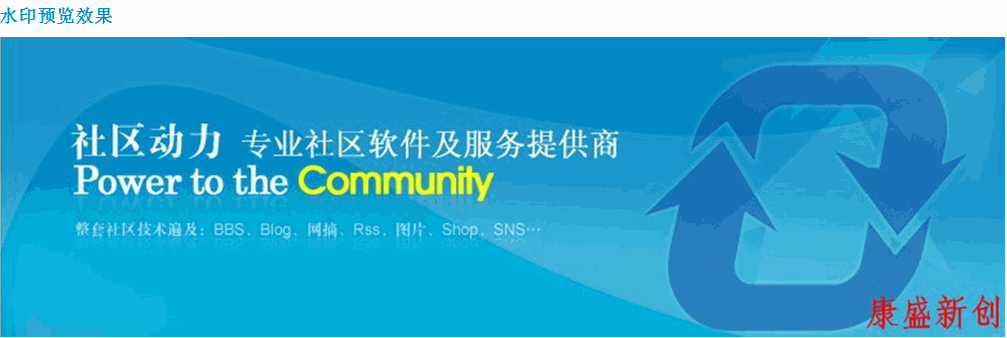 水印预览效果
社区动力 专业社区软件及服务提供商
Power to the Community
整套社区技术遍及：BBS、Blog、网摘、Rss、图片、Shop、SNS…
康盛新创